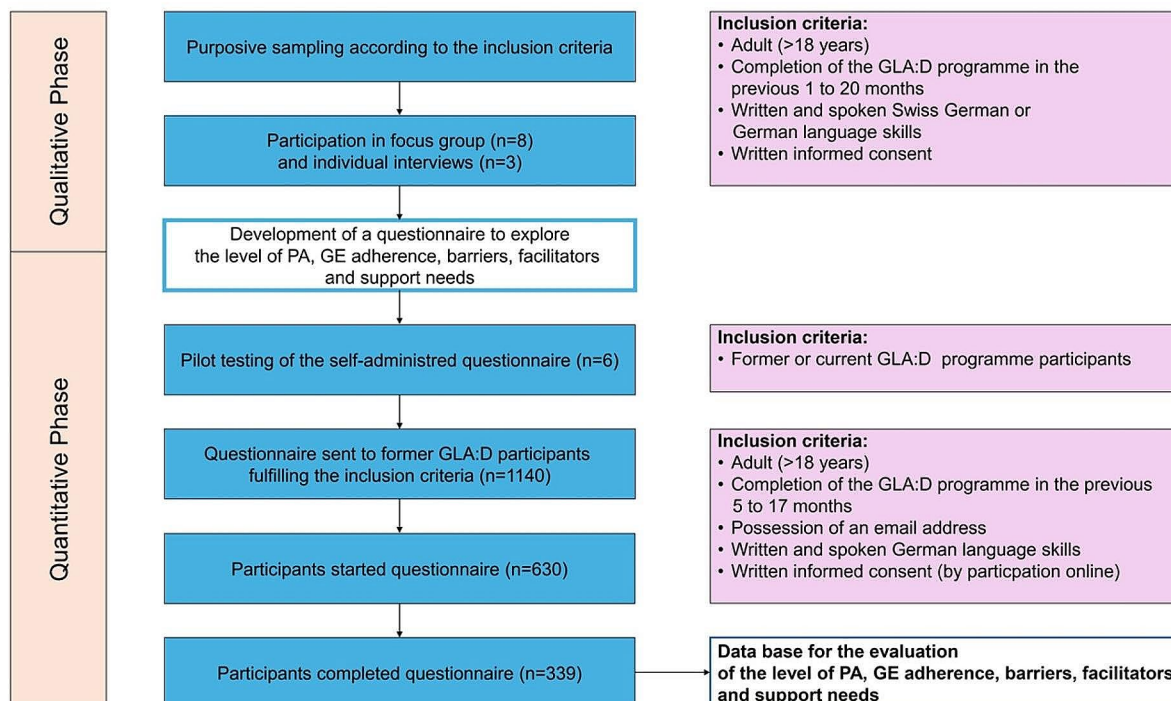 Qualitative Phase
Purposive sampling according to the inclusion criteria
Participation in focus group (n=8)
and individual interviews (n=3)
Inclusion criteria:
• Adult (>18 years)
• Completion of the GLA:D programme in the
previous 1 to 20 months
• Written and spoken Swiss German or
German language skills
• Written informed consent
Development of a questionnaire to explore
the level of PA, GE adherence, barriers, facilitators
and support needs
Quantitative Phase
Pilot testing of the self-administred questionnaire (n=6)
Inclusion criteria:
• Former or current GLA:D programme participants
Questionnaire sent to former GLA:D participants
fulfilling the inclusion criteria (n=1140)
Participants started questionnaire (n=630)
Inclusion criteria:
• Adult (>18 years)
• Completion of the GLA:D programme in the previous
5 to 17 months
• Possession of an email address
• Written and spoken German language skills
• Written informed consent (by particpation online)
Participants completed questionnaire (n=339)
Data base for the evaluation
of the level of PA, GE adherence, barriers, facilitators
and support needs